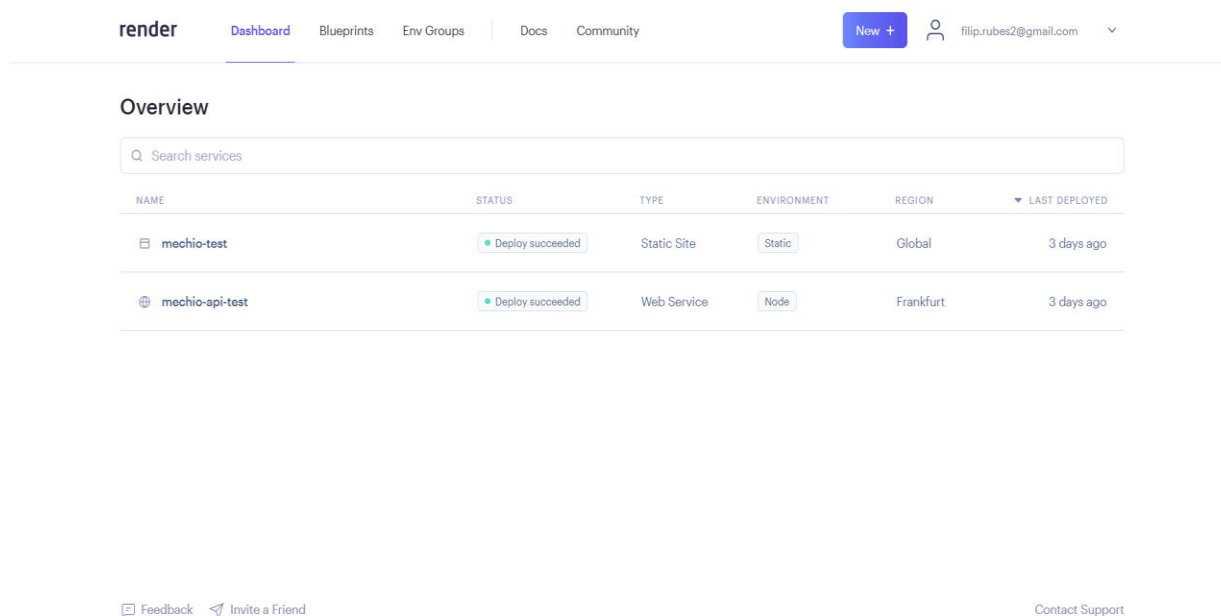 render Dashboard Blueprints Env Groups Docs Community New + filip.rubes2@gmail.com
Overview
Search services
NAME STATUS TYPE ENVIRONMENT REGION LAST DEPLOYED
mechio-test Deploy succeeded Static Site Static Global 3 days ago
mechio-api-test Deploy succeeded Web Service Node Frankfurt 3 days ago
Feedback Invite a Friend Contact Support